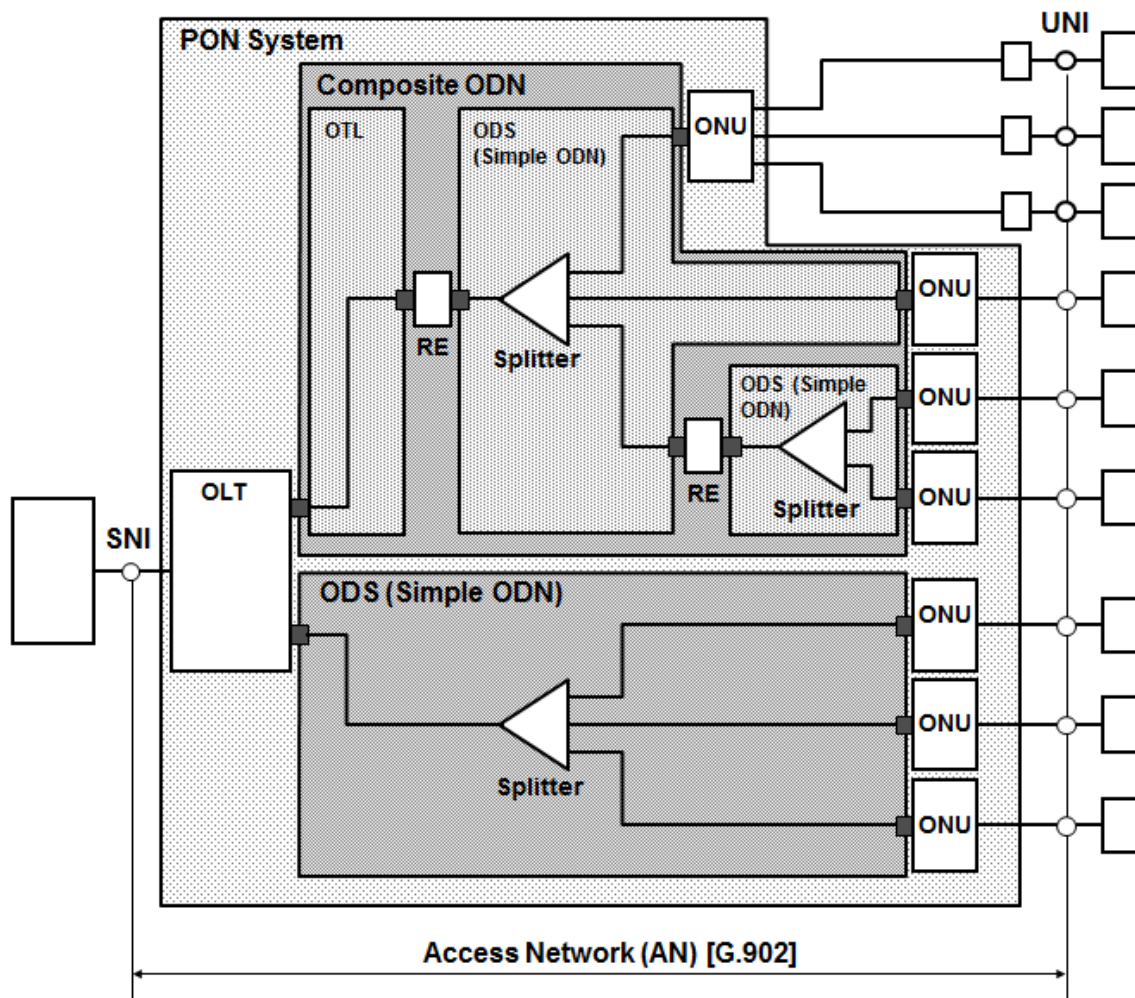 UNI
PON System
Composite ODN
OTL
ODS
(Simple ODN)
ONU
ONU
RE
Splitter
ODS (Simple
ODN)
ONU
RE
Splitter
ONU
OLT
SNI
ODS (Simple ODN)
ONU
ONU
Splitter
ONU
Access Network (AN) [G.902]